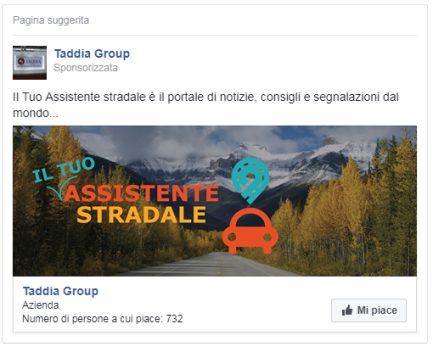 Pagina suggerita
Taddia Group
Sponsorizzata
Il Tuo Assistente stradale è il portale di notizie, consigli e segnalazioni dal
mondo...
IL TUO
ASSISTENTE
STRADALE
Taddia Group
Azienda
Numero di persone a cui piace: 732
Mi piace